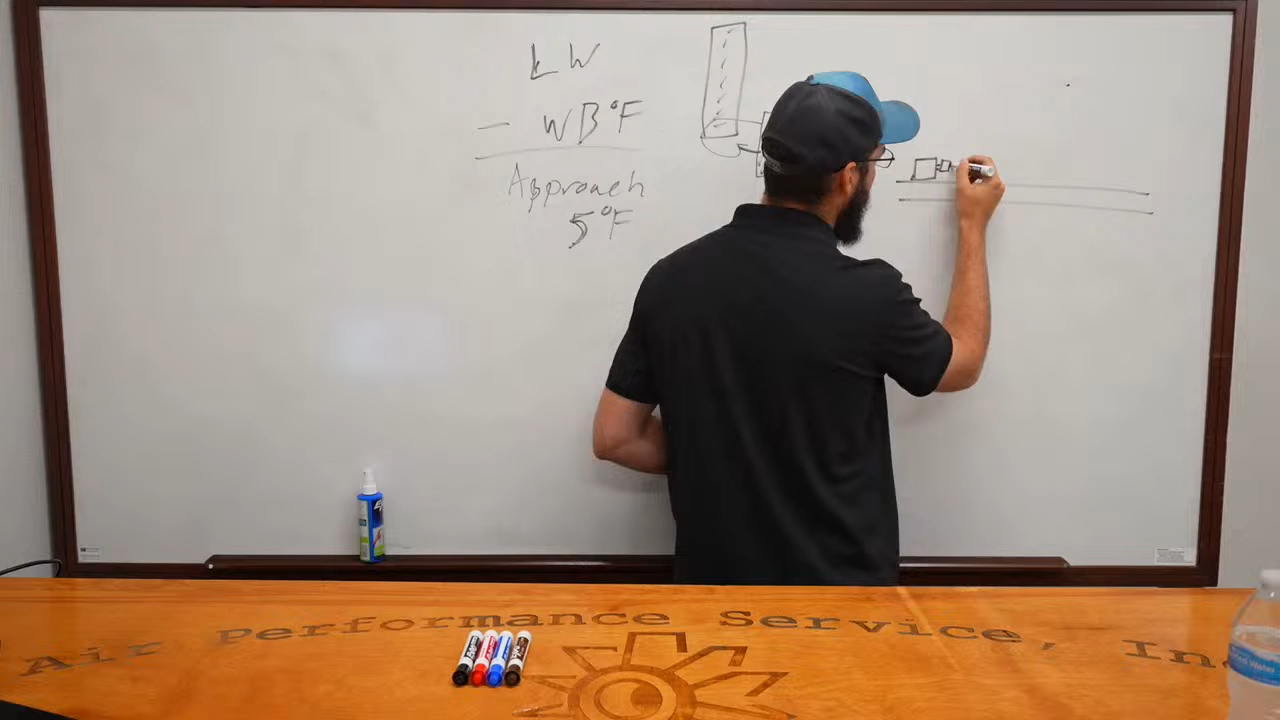 LW
— WB°F
Approach
5°F
Air Performance Service, Inc